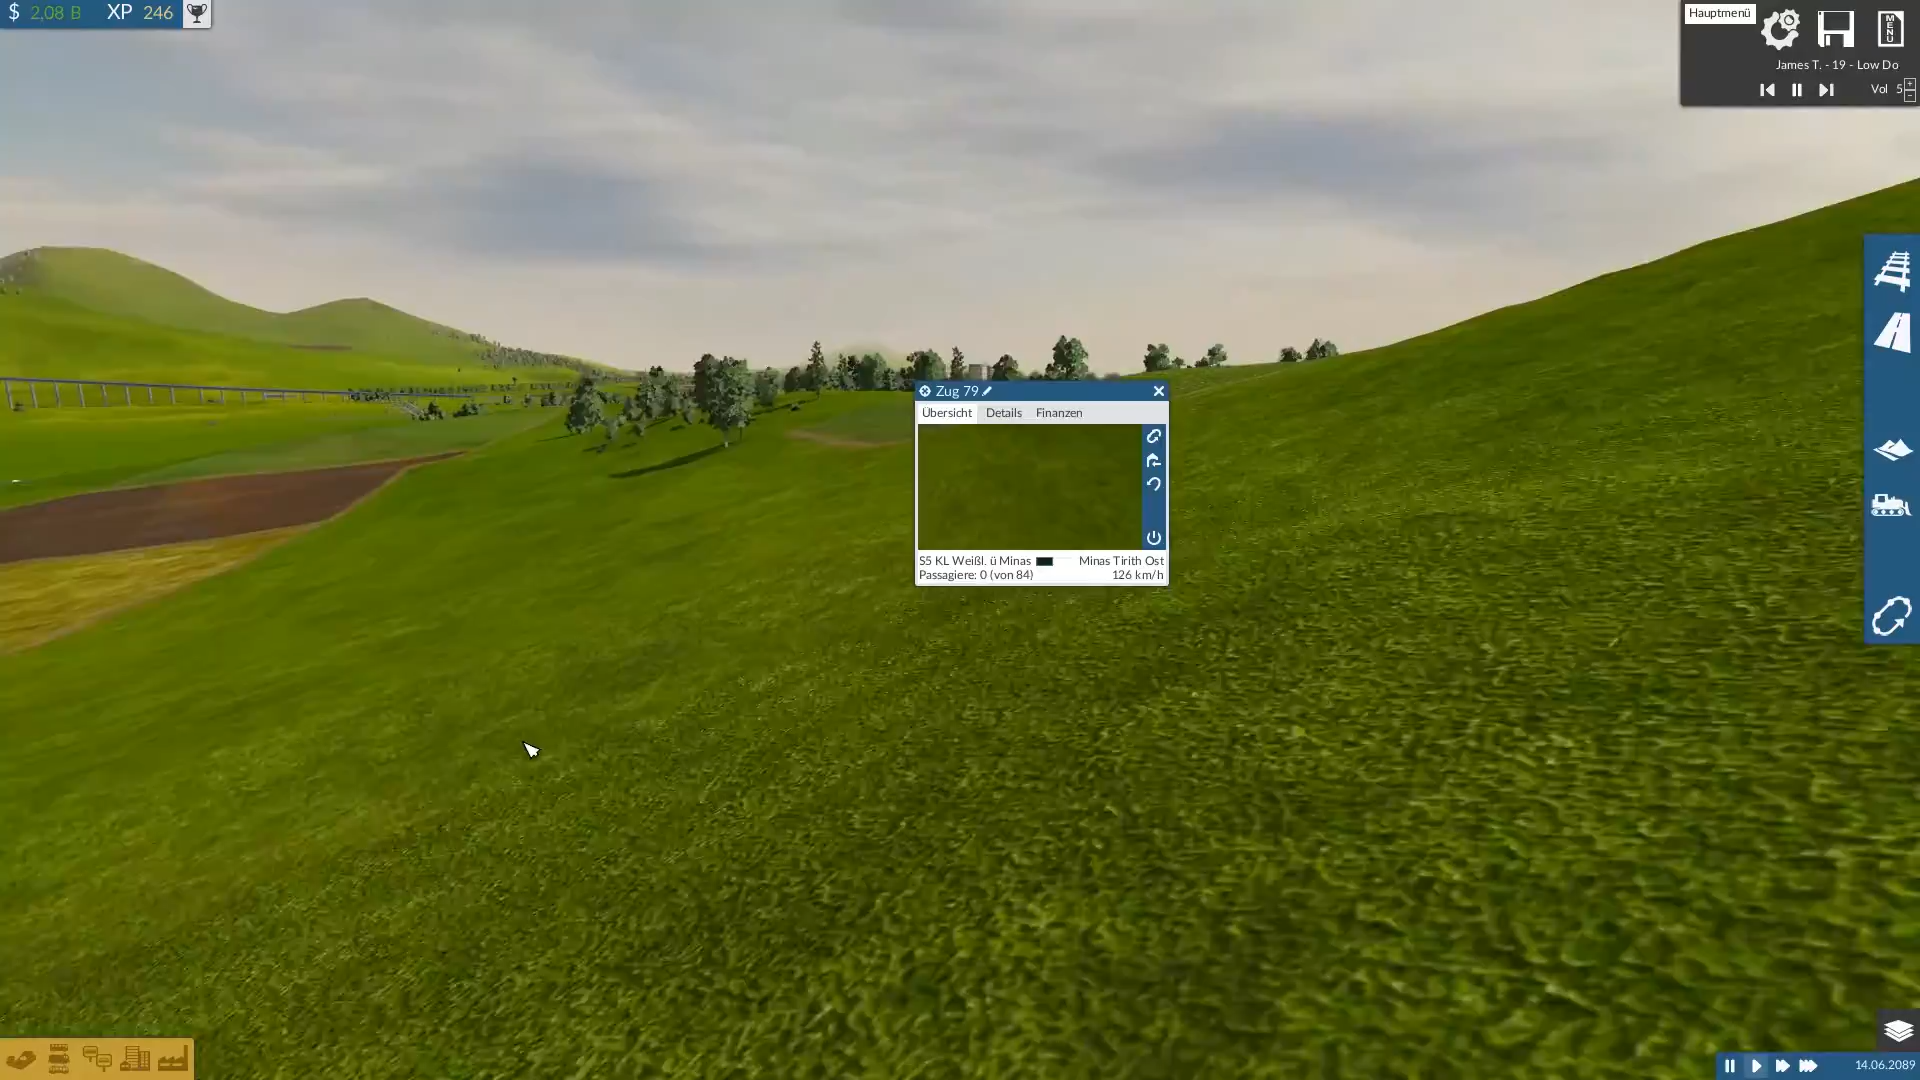 $ 2,08 B XP 246
Hauptmenü
MENU
James T. - 19 - Low Do
Vol 5
Zug 79
Übersicht Details Finanzen
S5 KL Weißl. ü Minas Minas Tirith Ost
Passagiere: 0 (von 84) 126 km/h
14.06.2089